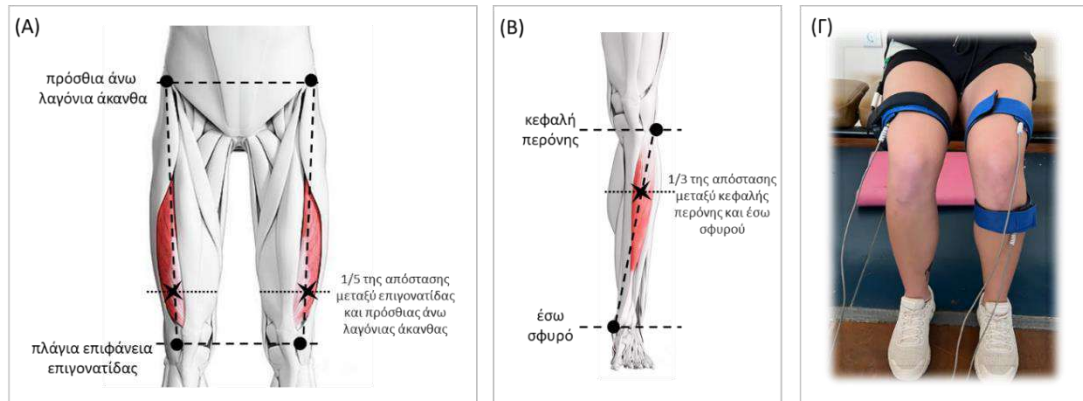 (Α)
πρόσθια άνω
λαγόνια άκανθα
1/5 της απόστασης
μεταξύ επιγονατίδας
και πρόσθιας άνω
λαγόνιας άκανθας
πλάγια επιφάνεια
επιγονατίδας
(Β)
κεφαλή
περόνης
1/3 της απόστασης
μεταξύ κεφαλής
περόνης και έσω
σφυρού
έσω
σφυρό
(Γ)